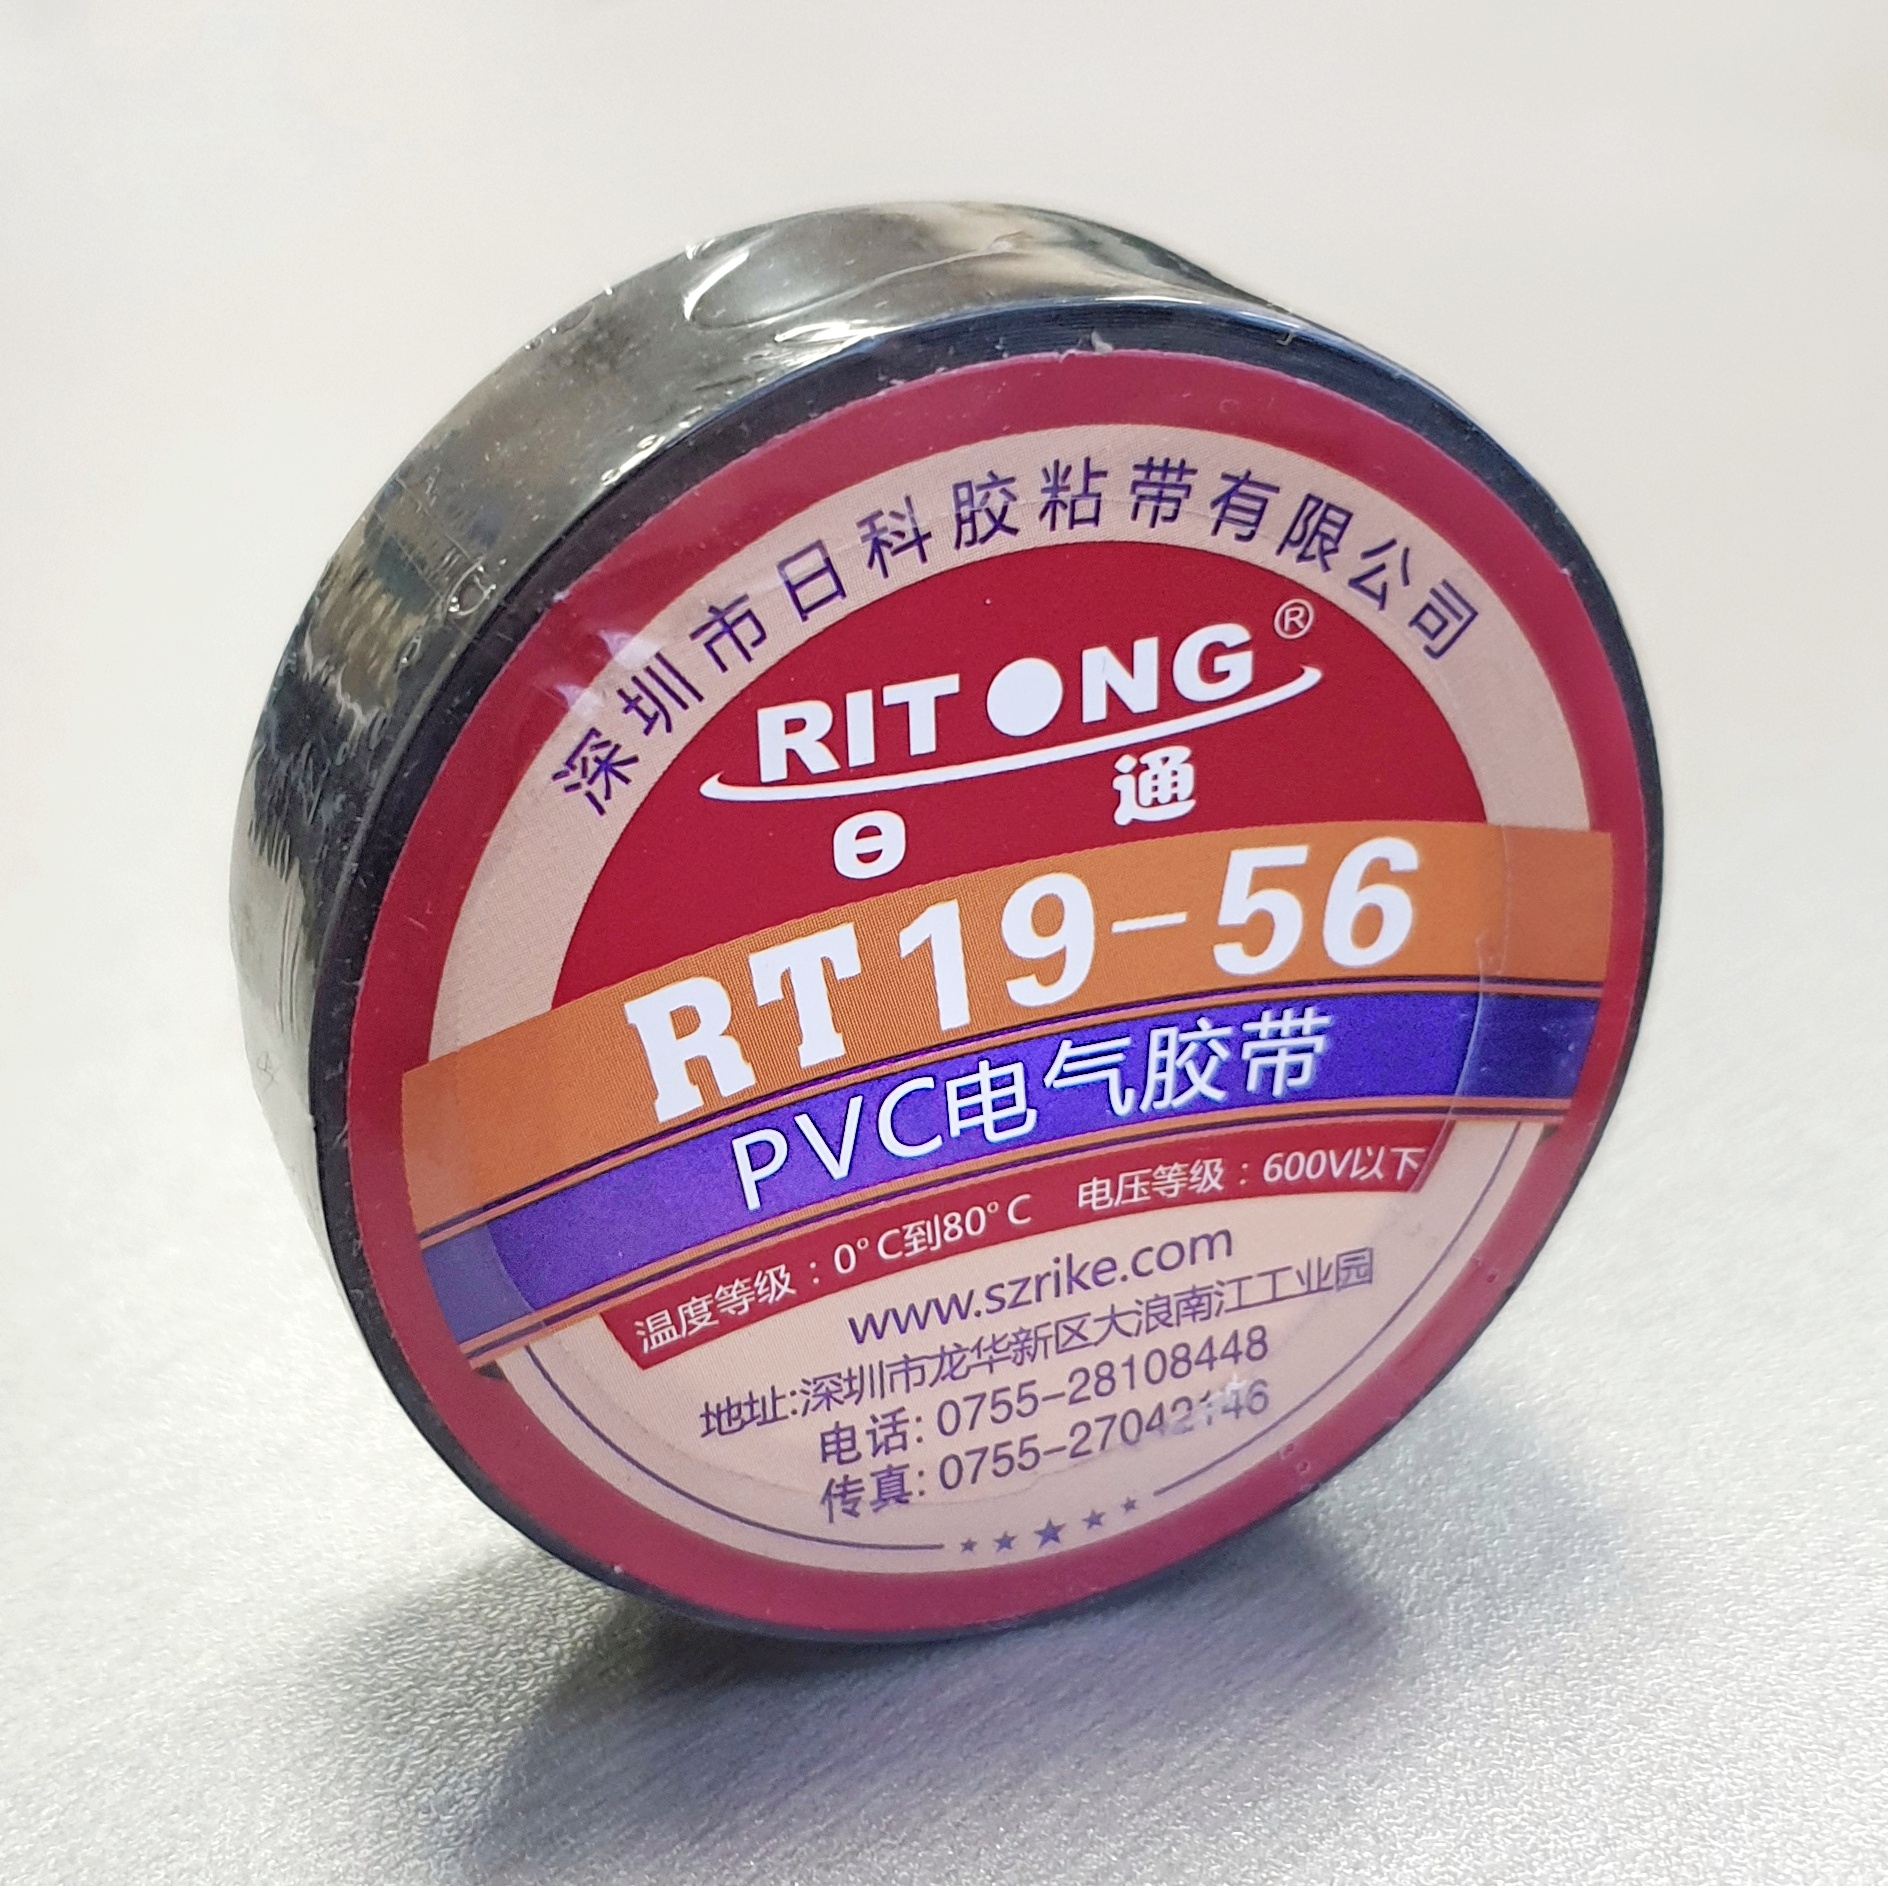 深圳市日科胶粘带有限公司
RITONG®
日通
RT19-56
PVC电气胶带
温度等级：0°C到80°C 电压等级：600V以下
www.szrike.com
地址:深圳市龙华新区大浪南江工业园
电话: 0755-28108448
传真: 0755-27042146